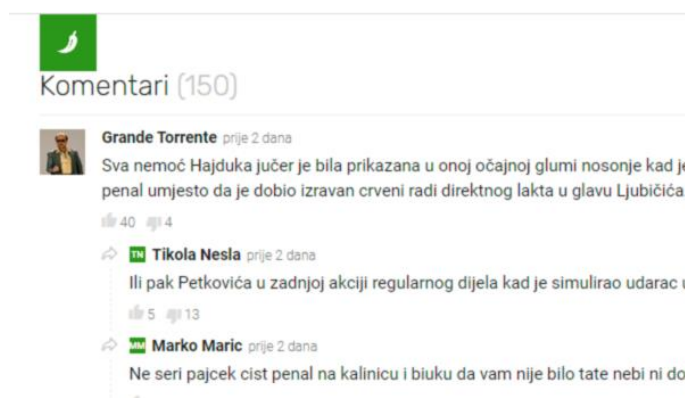 Komentari (150)
Grande Torrente prije 2 dana
Sva nemoć Hajduka jučer je bila prikazana u onoj očajnoj glumi nosonje kad je
penal umjesto da je dobio izravan crveni radi direktnog lakta u glavu Ljubičića
40 4
TN Tikola Nesla prije 2 dana
Ili pak Petkovića u zadnjoj akciji regularnog dijela kad je simulirao udarac
5 13
MM Marko Maric prije 2 dana
Ne seri pajcek cist penal na kalinicu i biuku da vam nije bilo tate nebi ni do